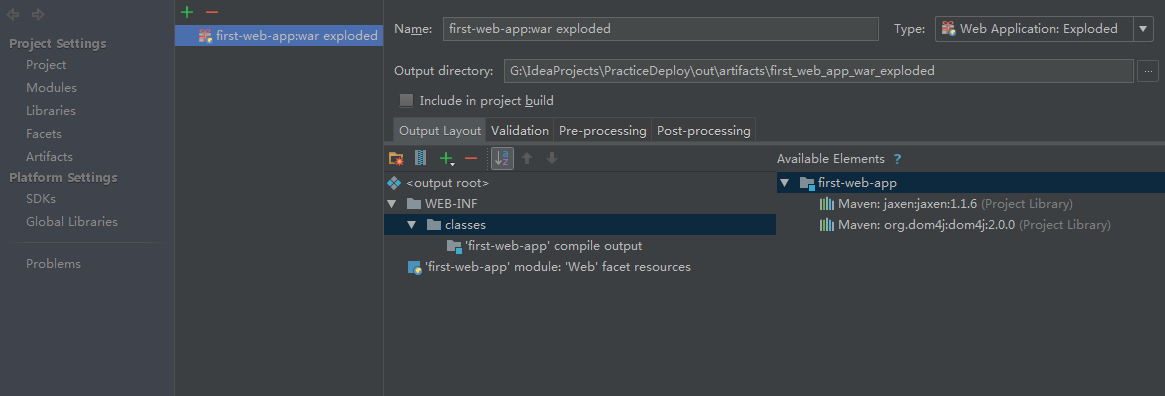 Project Settings
Project
Modules
Libraries
Facets
Artifacts
Platform Settings
SDKs
Global Libraries
Problems
first-web-app:war exploded
Name: first-web-app:war exploded Type: Web Application: Exploded
Output directory: G:\IdeaProjects\PracticeDeploy\out\artifacts\first_web_app_war_exploded ...
Include in project build
Output Layout Validation Pre-processing Post-processing
a z
<output root>
WEB-INF
classes
'first-web-app' compile output
'first-web-app' module: 'Web' facet resources
Available Elements ?
first-web-app
Maven: jaxen:jaxen:1.1.6 (Project Library)
Maven: org.dom4j:dom4j:2.0.0 (Project Library)